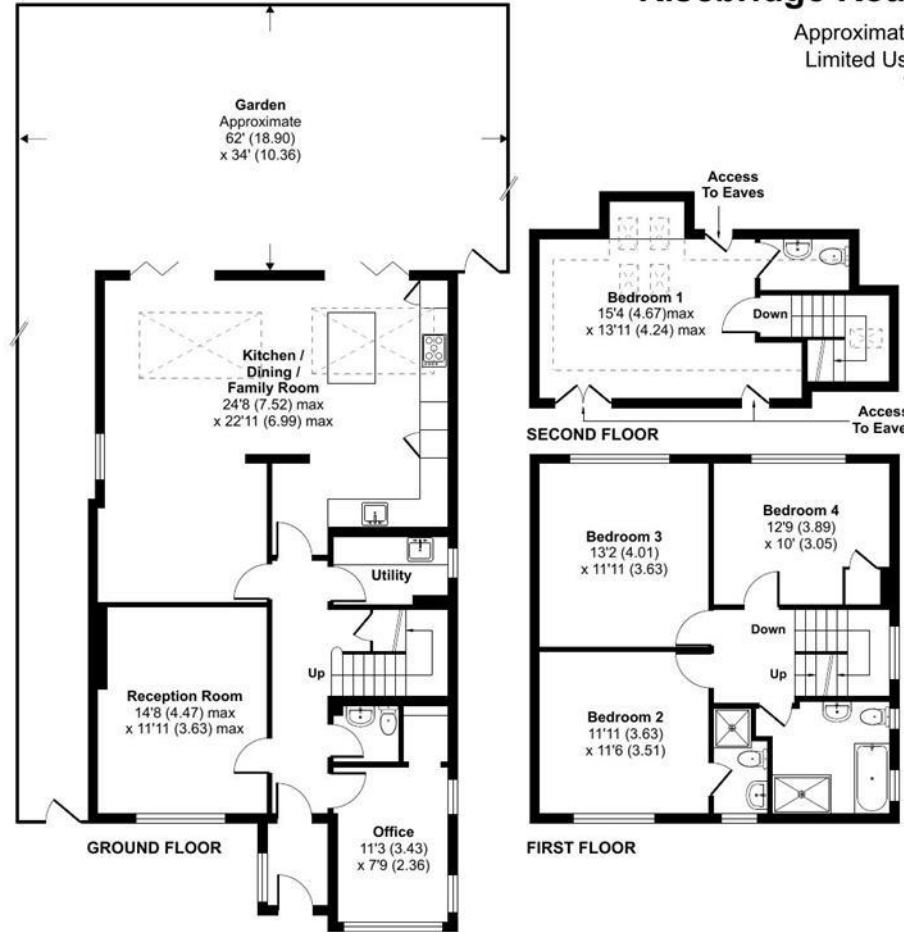 Approximat
Limited Us
Garden
Approximate
62' (18.90)
x 34' (10.36)
Access
To Eaves
Bedroom 1
15'4 (4.67)max
x 13'11 (4.24) max
Down
Access
To Eave
SECOND FLOOR
Kitchen /
Dining /
Family Room
24'8 (7.52) max
x 22'11 (6.99) max
Utility
Up
Reception Room
14'8 (4.47) max
x 11'11 (3.63) max
Office
11'3 (3.43)
x 7'9 (2.36)
GROUND FLOOR
Bedroom 3
13'2 (4.01)
x 11'11 (3.63)
Bedroom 4
12'9 (3.89)
x 10' (3.05)
Down
Up
Bedroom 2
11'11 (3.63)
x 11'6 (3.51)
FIRST FLOOR